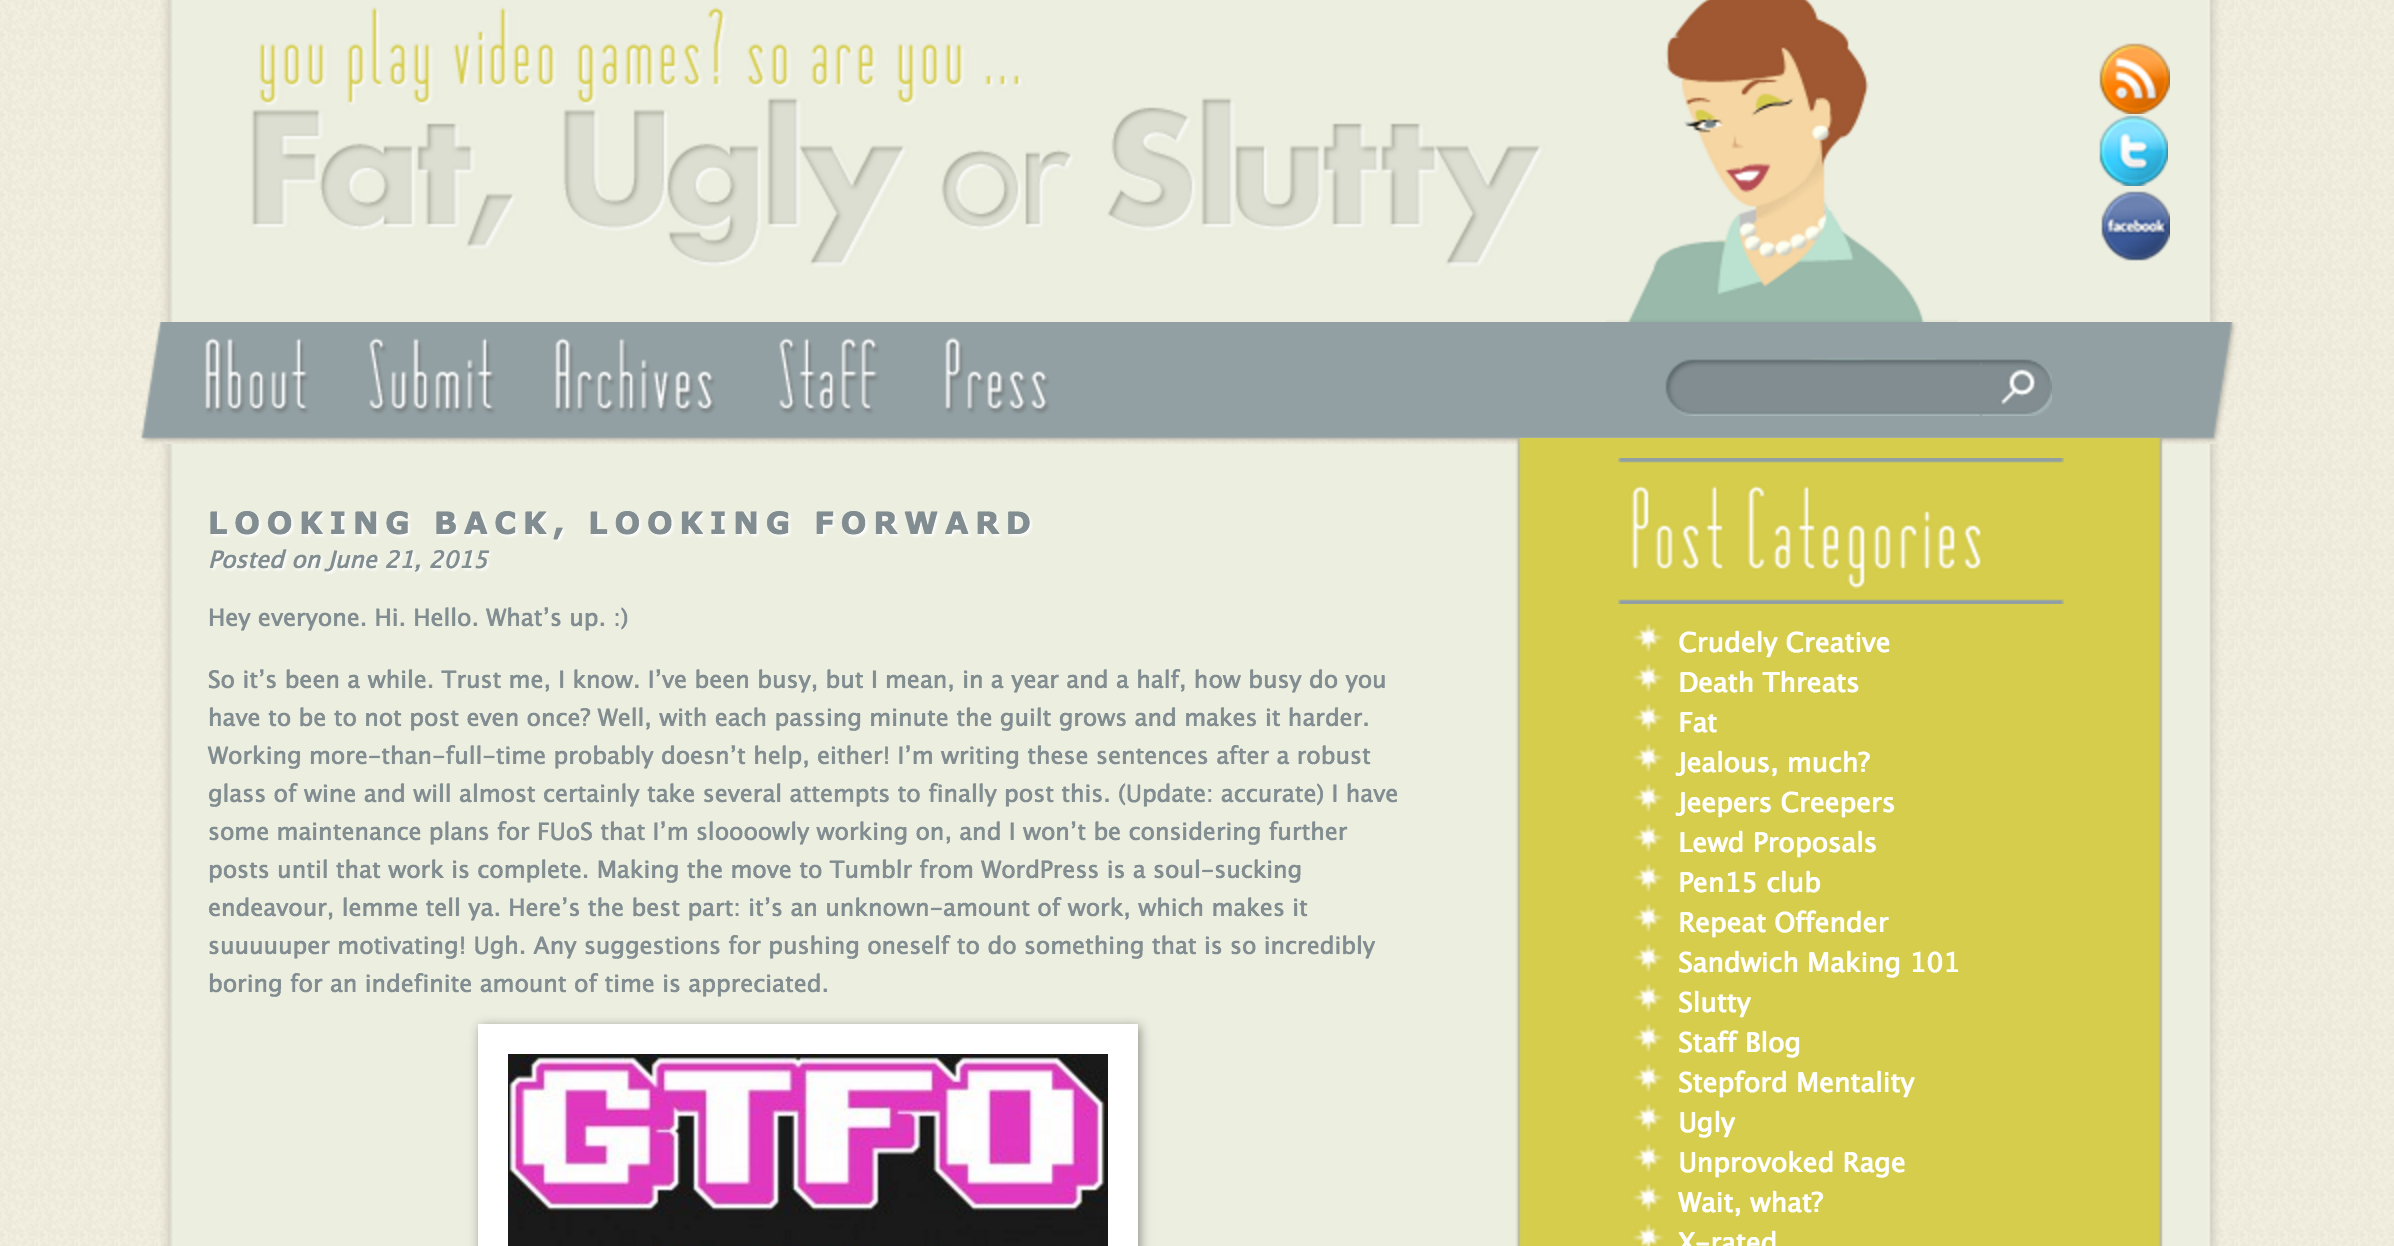 you play video games? so are you ...
Fat, Ugly or Slutty
facebook
About Submit Archives Staff Press
LOOKING BACK, LOOKING FORWARD
Posted on June 21, 2015
Hey everyone. Hi. Hello. What’s up. :)
So it’s been a while. Trust me, I know. I’ve been busy, but I mean, in a year and a half, how busy do you
have to be to not post even once? Well, with each passing minute the guilt grows and makes it harder.
Working more-than-full-time probably doesn’t help, either! I’m writing these sentences after a robust
glass of wine and will almost certainly take several attempts to finally post this. (Update: accurate) I have
some maintenance plans for FUoS that I’m sloooowly working on, and I won’t be considering further
posts until that work is complete. Making the move to Tumblr from WordPress is a soul-sucking
endeavour, lemme tell ya. Here’s the best part: it’s an unknown-amount of work, which makes it
suuuuuper motivating! Ugh. Any suggestions for pushing oneself to do something that is so incredibly
boring for an indefinite amount of time is appreciated.
GTFO
Post Categories
Crudely Creative
Death Threats
Fat
Jealous, much?
Jeepers Creepers
Lewd Proposals
Pen15 club
Repeat Offender
Sandwich Making 101
Slutty
Staff Blog
Stepford Mentality
Ugly
Unprovoked Rage
Wait, what?
X-rated